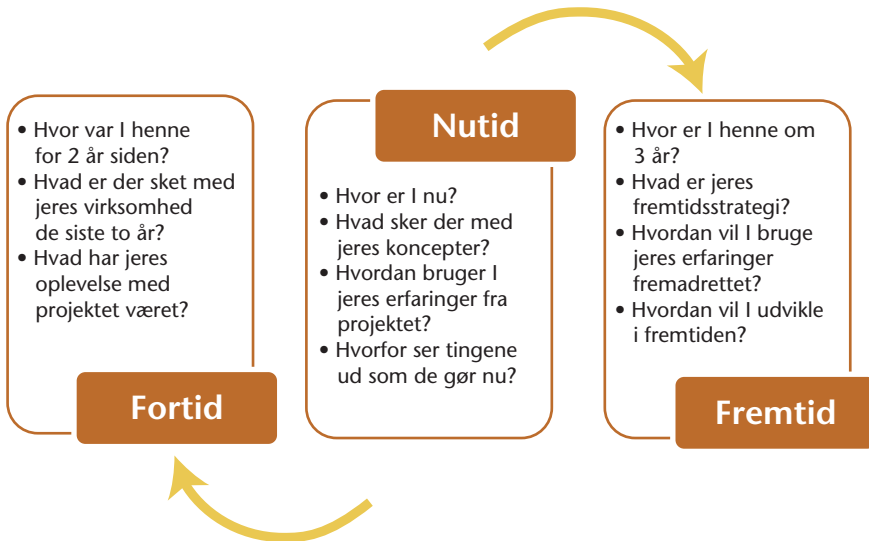 • Hvor var I henne
for 2 år siden?
• Hvad er der sket med
jeres virksomhed
de siste to år?
• Hvad har jeres
oplevelse med
projektet været?
Fortid
Nutid
• Hvor er I nu?
• Hvad sker der med
jeres koncepter?
• Hvordan bruger I
jeres erfaringer fra
projektet?
• Hvorfor ser tingene
ud som de gør nu?
• Hvor er I henne om
3 år?
• Hvad er jeres
fremtidsstrategi?
• Hvordan vil I bruge
jeres erfaringer
fremadrettet?
• Hvordan vil I udvikle
i fremtiden?
Fremtid